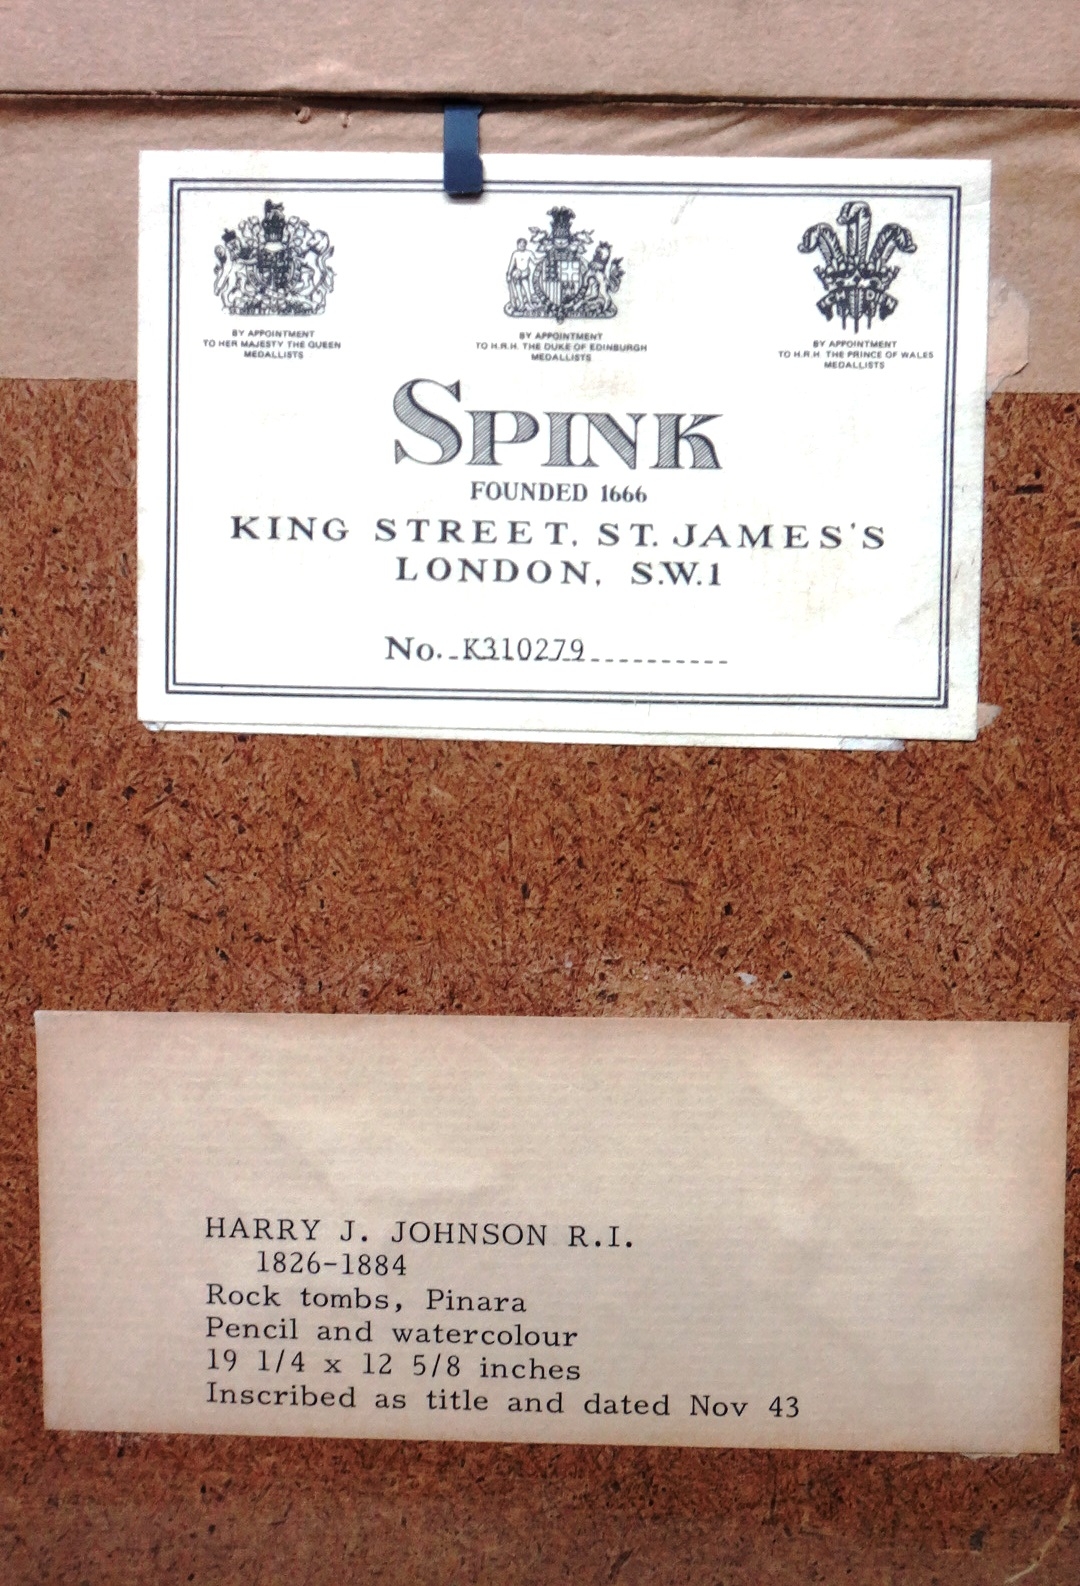 BY APPOINTMENT
TO HER MAJESTY THE QUEEN
MEDALLISTS
BY APPOINTMENT
TO H.R.H. THE DUKE OF EDINBURGH
MEDALLISTS
BY APPOINTMENT
TO H.R.H. THE PRINCE OF WALES
MEDALLISTS
SPINK
FOUNDED 1666
KING STREET, ST. JAMES'S
LONDON, S.W.1
No. K310279
HARRY J. JOHNSON R.I.
1826-1884
Rock tombs, Pinara
Pencil and watercolour
19 1/4 x 12 5/8 inches
Inscribed as title and dated Nov 43